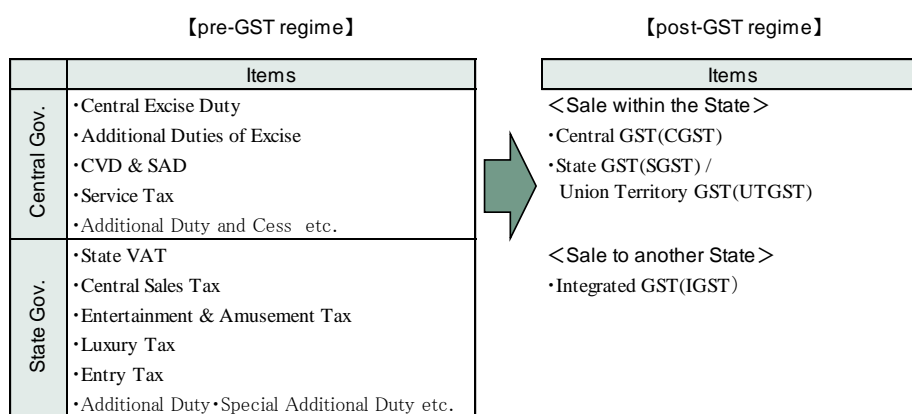 【pre-GST regime】
【post-GST regime】
Items
Central Gov.
・Central Excise Duty
・Additional Duties of Excise
・CVD & SAD
・Service Tax
・Additional Duty and Cess etc.
State Gov.
・State VAT
・Central Sales Tax
・Entertainment & Amusement Tax
・Luxury Tax
・Entry Tax
・Additional Duty・Special Additional Duty etc.
Items
＜Sale within the State＞
・Central GST(CGST)
・State GST(SGST) /
Union Territory GST(UTGST)
＜Sale to another State＞
・Integrated GST(IGST）